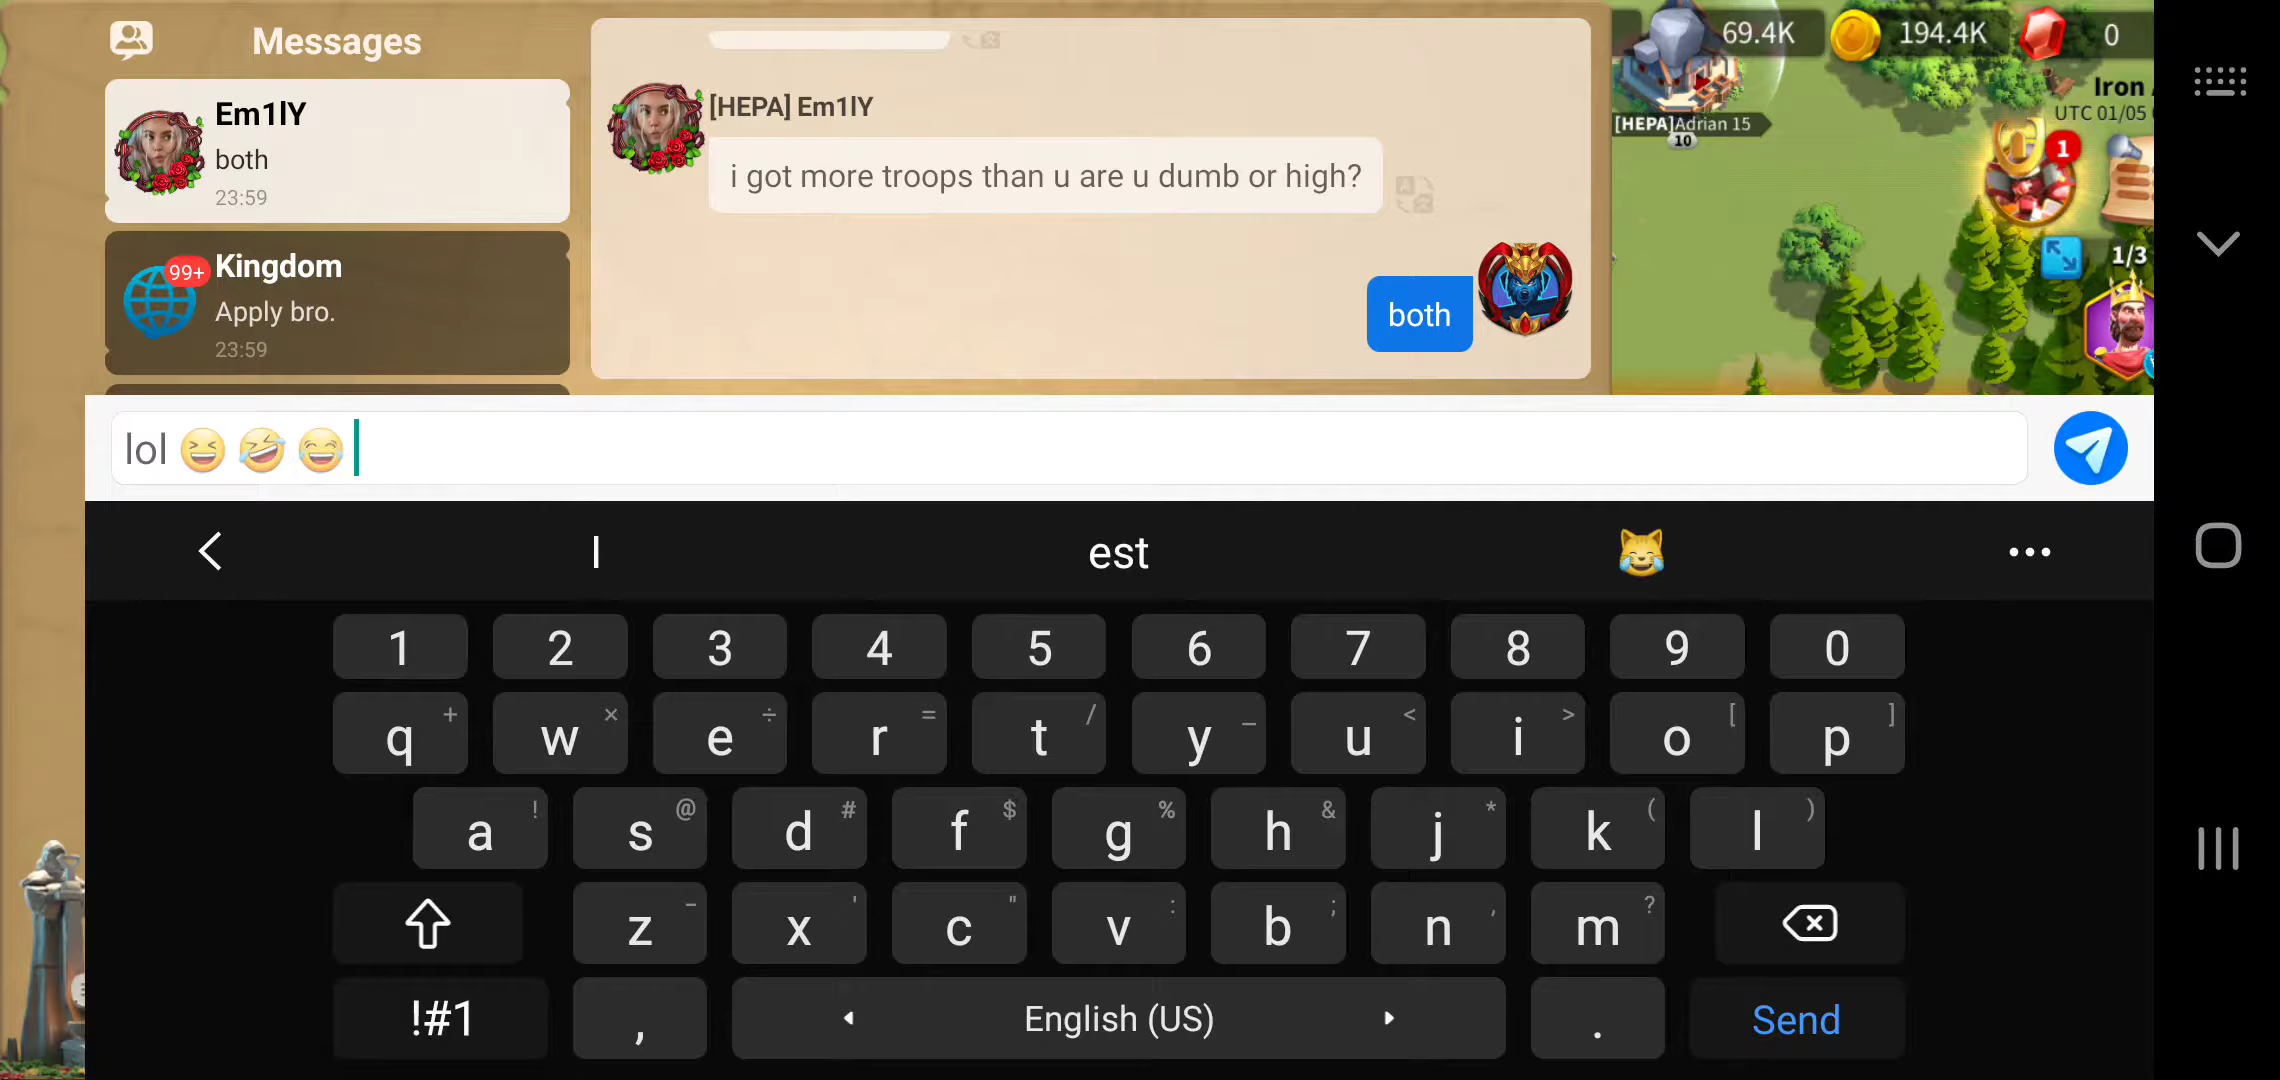 Messages
Em1lY
both
23:59
99+
Kingdom
Apply bro.
23:59
[HEPA] Em1lY
i got more troops than u are u dumb or high?
both
69.4K
194.4K
0
Iron
UTC 01/05
[HEPA]Adrian 15
10
1
1/3
lol 😆 🤣 😂
I
est
😹
•••
1 2 3 4 5 6 7 8 9 0
q + w × e ÷ r = t / y _ u < i > o [ p ]
a ! s @ d # f $ g % h & j * k ( l )
z - x ' c " v : b ; n , m ?
!#1 , English (US) . Send